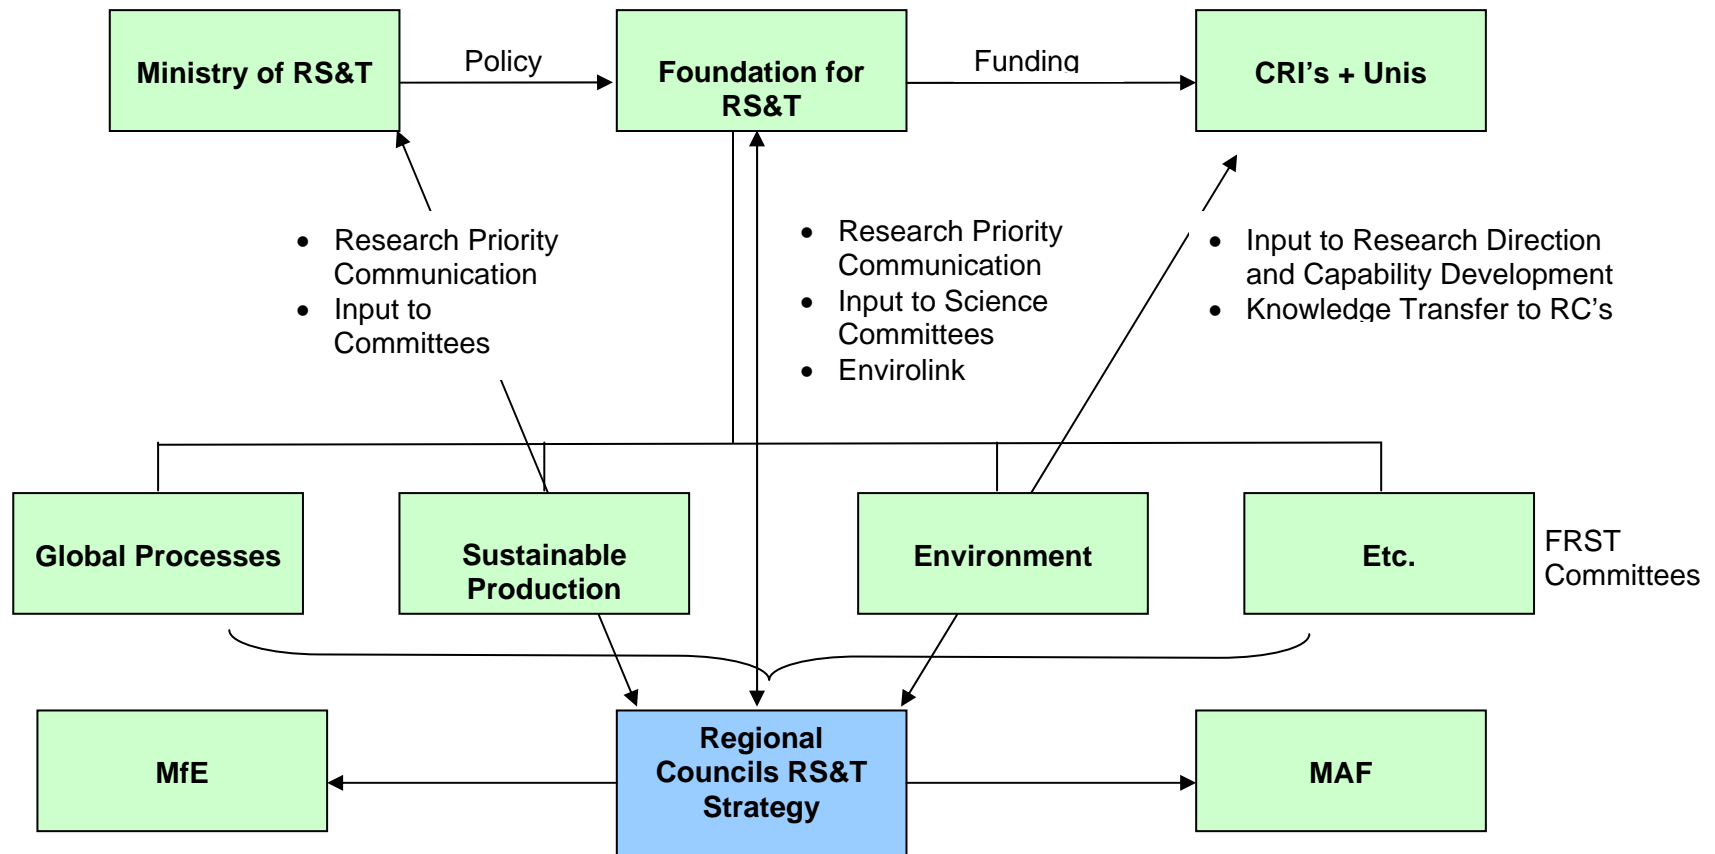 Ministry of RS&T
Policy
Foundation for
RS&T
Funding
CRI's + Unis
• Research Priority
Communication
• Input to
Committees
• Research Priority
Communication
• Input to Science
Committees
• Envirolink
• Input to Research Direction
and Capability Development
• Knowledge Transfer to RC's
Global Processes
Sustainable
Production
Environment
Etc.
FRST
Committees
MfE
Regional
Councils RS&T
Strategy
MAF